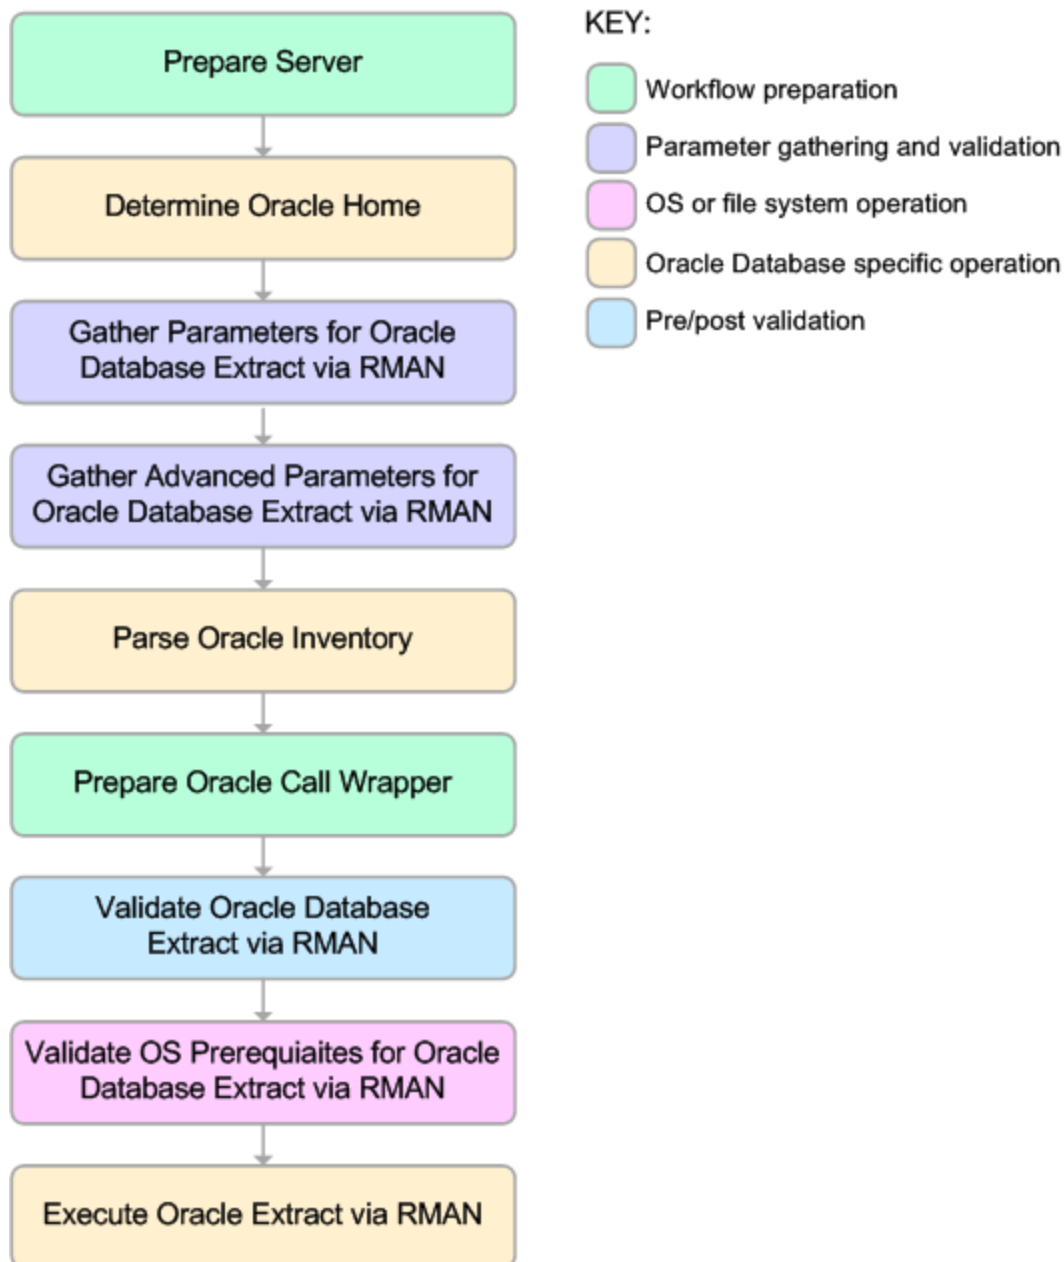 Prepare Server
Determine Oracle Home
Gather Parameters for Oracle
Database Extract via RMAN
Gather Advanced Parameters for
Oracle Database Extract via RMAN
Parse Oracle Inventory
Prepare Oracle Call Wrapper
Validate Oracle Database
Extract via RMAN
Validate OS Prerequiaites for Oracle
Database Extract via RMAN
Execute Oracle Extract via RMAN
KEY:
Workflow preparation
Parameter gathering and validation
OS or file system operation
Oracle Database specific operation
Pre/post validation